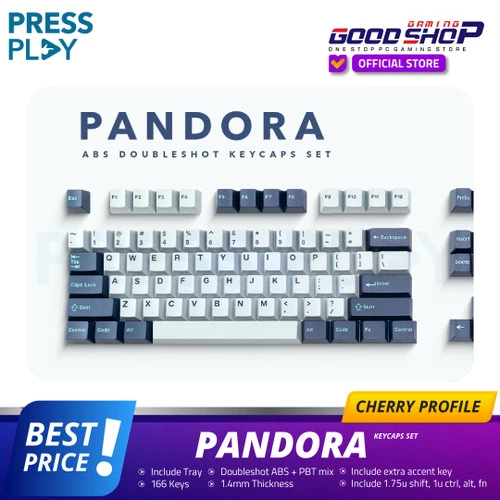 PRESS
PLAY
GAMING
GOODSHOP
ONE STOP PC GAMING STORE
OFFICIAL STORE
PANDORA
ABS DOUBLESHOT KEYCAPS SET
Esc F1 F2 F3 F4 F5 F6 F7 F8 F9 F10 F11 F12
Backspace
Tab Q W E R T Y U I O P
Caps Lock A S D F G H J K L Enter
Shift Z X C V B N M Shift
Control Code Alt Alt Code Fn Control
CHERRY PROFILE
BEST
PRICE!
PANDORA KEYCAPS SET
• Include Tray • Doubleshot ABS + PBT mix • Include extra accent key
• 166 Keys • 1.4mm Thickness • Include 1.75u shift, 1u ctrl, alt, fn